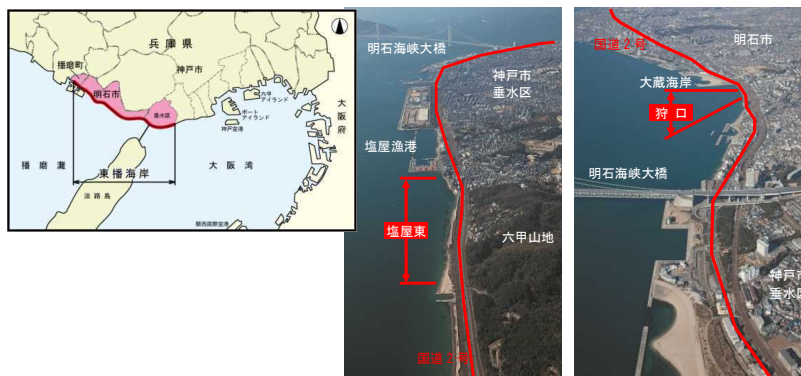 兵庫県
播磨町
神戸市
明石市
垂水区
六甲
アイランド
ポート
アイランド
神戸空港
大阪府
播磨灘
東播海岸
大阪湾
淡路島
関西国際空港
明石海峡大橋
神戸市
垂水区
塩屋漁港
塩屋東
六甲山地
国道2号
国道2号
明石市
大蔵海岸
狩口
明石海峡大橋
神戸市
垂水区